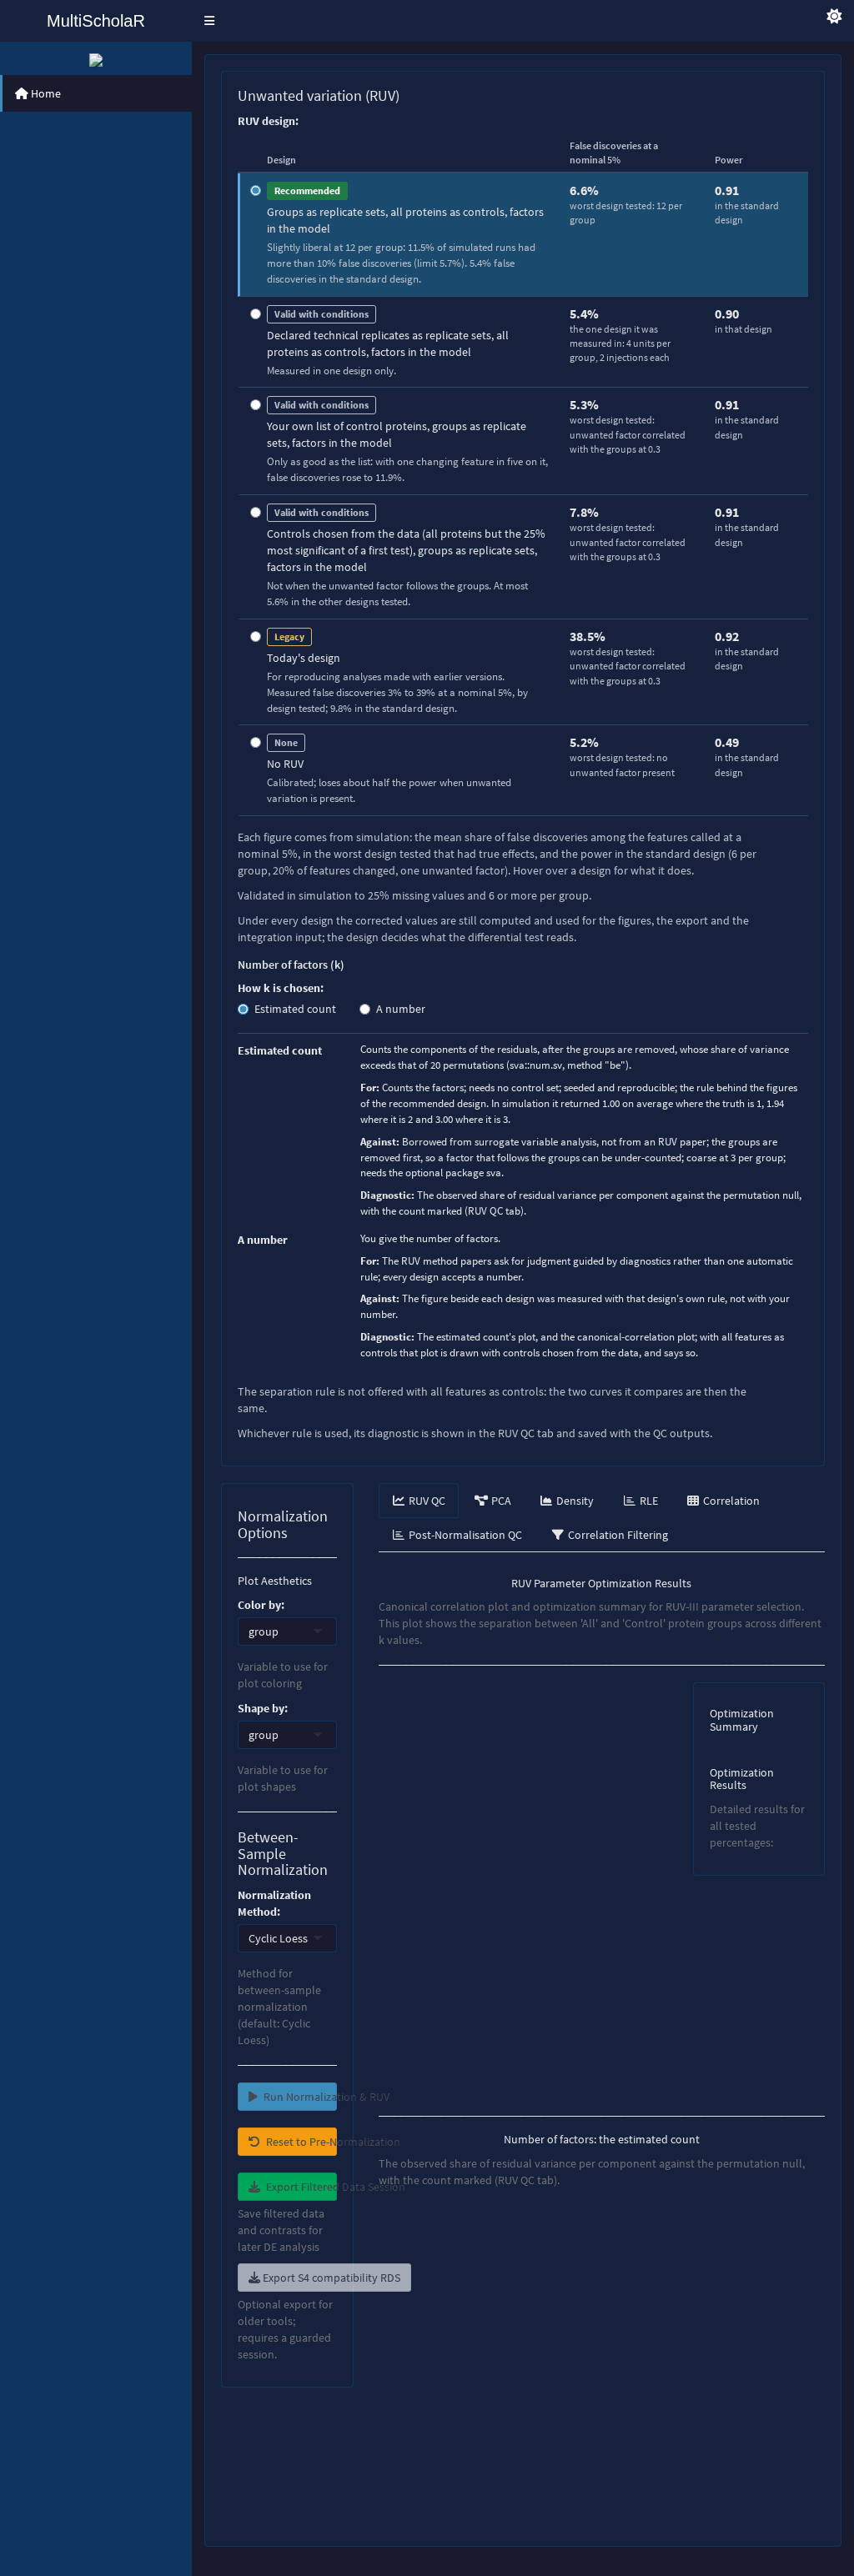 MultiScholaR
Home
Unwanted variation (RUV)
RUV design:
Design
False discoveries at a
nominal 5%
Power
Recommended
Groups as replicate sets, all proteins as controls, factors
in the model
Slightly liberal at 12 per group: 11.5% of simulated runs had
more than 10% false discoveries (limit 5.7%). 5.4% false
discoveries in the standard design.
6.6%
worst design tested: 12 per
group
0.91
in the standard
design
Valid with conditions
Declared technical replicates as replicate sets, all
proteins as controls, factors in the model
Measured in one design only.
5.4%
the one design it was
measured in: 4 units per
group, 2 injections each
0.90
in that design
Valid with conditions
Your own list of control proteins, groups as replicate
sets, factors in the model
Only as good as the list: with one changing feature in five on it,
false discoveries rose to 11.9%.
5.3%
worst design tested:
unwanted factor correlated
with the groups at 0.3
0.91
in the standard
design
Valid with conditions
Controls chosen from the data (all proteins but the 25%
most significant of a first test), groups as replicate sets,
factors in the model
Not when the unwanted factor follows the groups. At most
5.6% in the other designs tested.
7.8%
worst design tested:
unwanted factor correlated
with the groups at 0.3
0.91
in the standard
design
Legacy
Today's design
For reproducing analyses made with earlier versions.
Measured false discoveries 3% to 39% at a nominal 5%, by
design tested; 9.8% in the standard design.
38.5%
worst design tested:
unwanted factor correlated
with the groups at 0.3
0.92
in the standard
design
None
No RUV
Calibrated; loses about half the power when unwanted
variation is present.
5.2%
worst design tested: no
unwanted factor present
0.49
in the standard
design
Each figure comes from simulation: the mean share of false discoveries among the features called at a
nominal 5%, in the worst design tested that had true effects, and the power in the standard design (6 per
group, 20% of features changed, one unwanted factor). Hover over a design for what it does.
Validated in simulation to 25% missing values and 6 or more per group.
Under every design the corrected values are still computed and used for the figures, the export and the
integration input; the design decides what the differential test reads.
Number of factors (k)
How k is chosen:
Estimated count
A number
Estimated count
Counts the components of the residuals, after the groups are removed, whose share of variance
exceeds that of 20 permutations (sva::num.sv, method "be").
For: Counts the factors; needs no control set; seeded and reproducible; the rule behind the figures
of the recommended design. In simulation it returned 1.00 on average where the truth is 1, 1.94
where it is 2 and 3.00 where it is 3.
Against: Borrowed from surrogate variable analysis, not from an RUV paper; the groups are
removed first, so a factor that follows the groups can be under-counted; coarse at 3 per group;
needs the optional package sva.
Diagnostic: The observed share of residual variance per component against the permutation null,
with the count marked (RUV QC tab).
A number
You give the number of factors.
For: The RUV method papers ask for judgment guided by diagnostics rather than one automatic
rule; every design accepts a number.
Against: The figure beside each design was measured with that design's own rule, not with your
number.
Diagnostic: The estimated count's plot, and the canonical-correlation plot; with all features as
controls that plot is drawn with controls chosen from the data, and says so.
The separation rule is not offered with all features as controls: the two curves it compares are then the
same.
Whichever rule is used, its diagnostic is shown in the RUV QC tab and saved with the QC outputs.
Normalization
Options
Plot Aesthetics
Color by:
group
Variable to use for
plot coloring
Shape by:
group
Variable to use for
plot shapes
Between-
Sample
Normalization
Normalization
Method:
Cyclic Loess
Method for
between-sample
normalization
(default: Cyclic
Loess)
Run Normalization & RUV
Reset to Pre-Normalization
Export Filtered Data Session
Save filtered data
and contrasts for
later DE analysis
Export S4 compatibility RDS
Optional export for
older tools;
requires a guarded
session.
RUV QC
PCA
Density
RLE
Correlation
Post-Normalisation QC
Correlation Filtering
RUV Parameter Optimization Results
Canonical correlation plot and optimization summary for RUV-III parameter selection.
This plot shows the separation between 'All' and 'Control' protein groups across different
k values.
Optimization
Summary
Optimization
Results
Detailed results for
all tested
percentages:
Number of factors: the estimated count
The observed share of residual variance per component against the permutation null,
with the count marked (RUV QC tab).